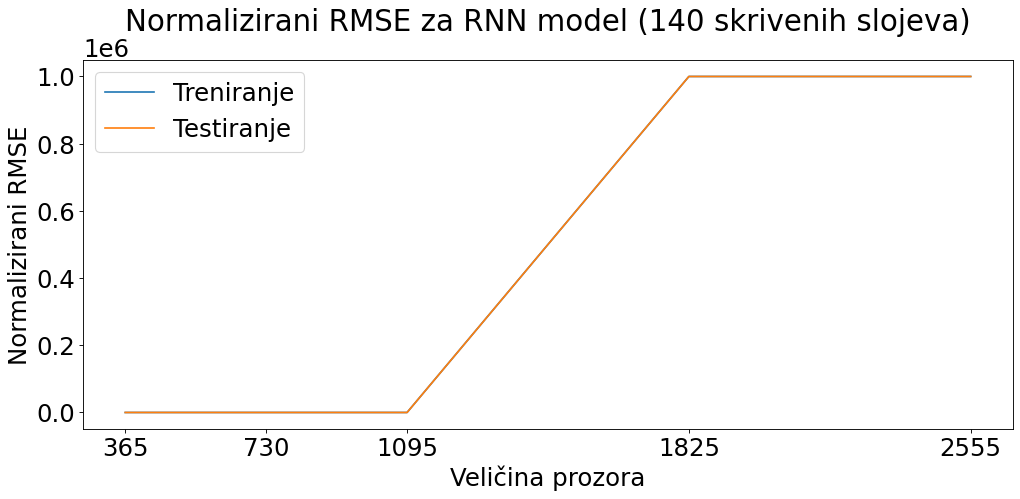 Normalizirani RMSE za RNN model (140 skrivenih slojeva)
1e6
Treniranje
Testiranje
Normalizirani RMSE
1.0
0.8
0.6
0.4
0.2
0.0
365 730 1095 1825 2555
Veličina prozora